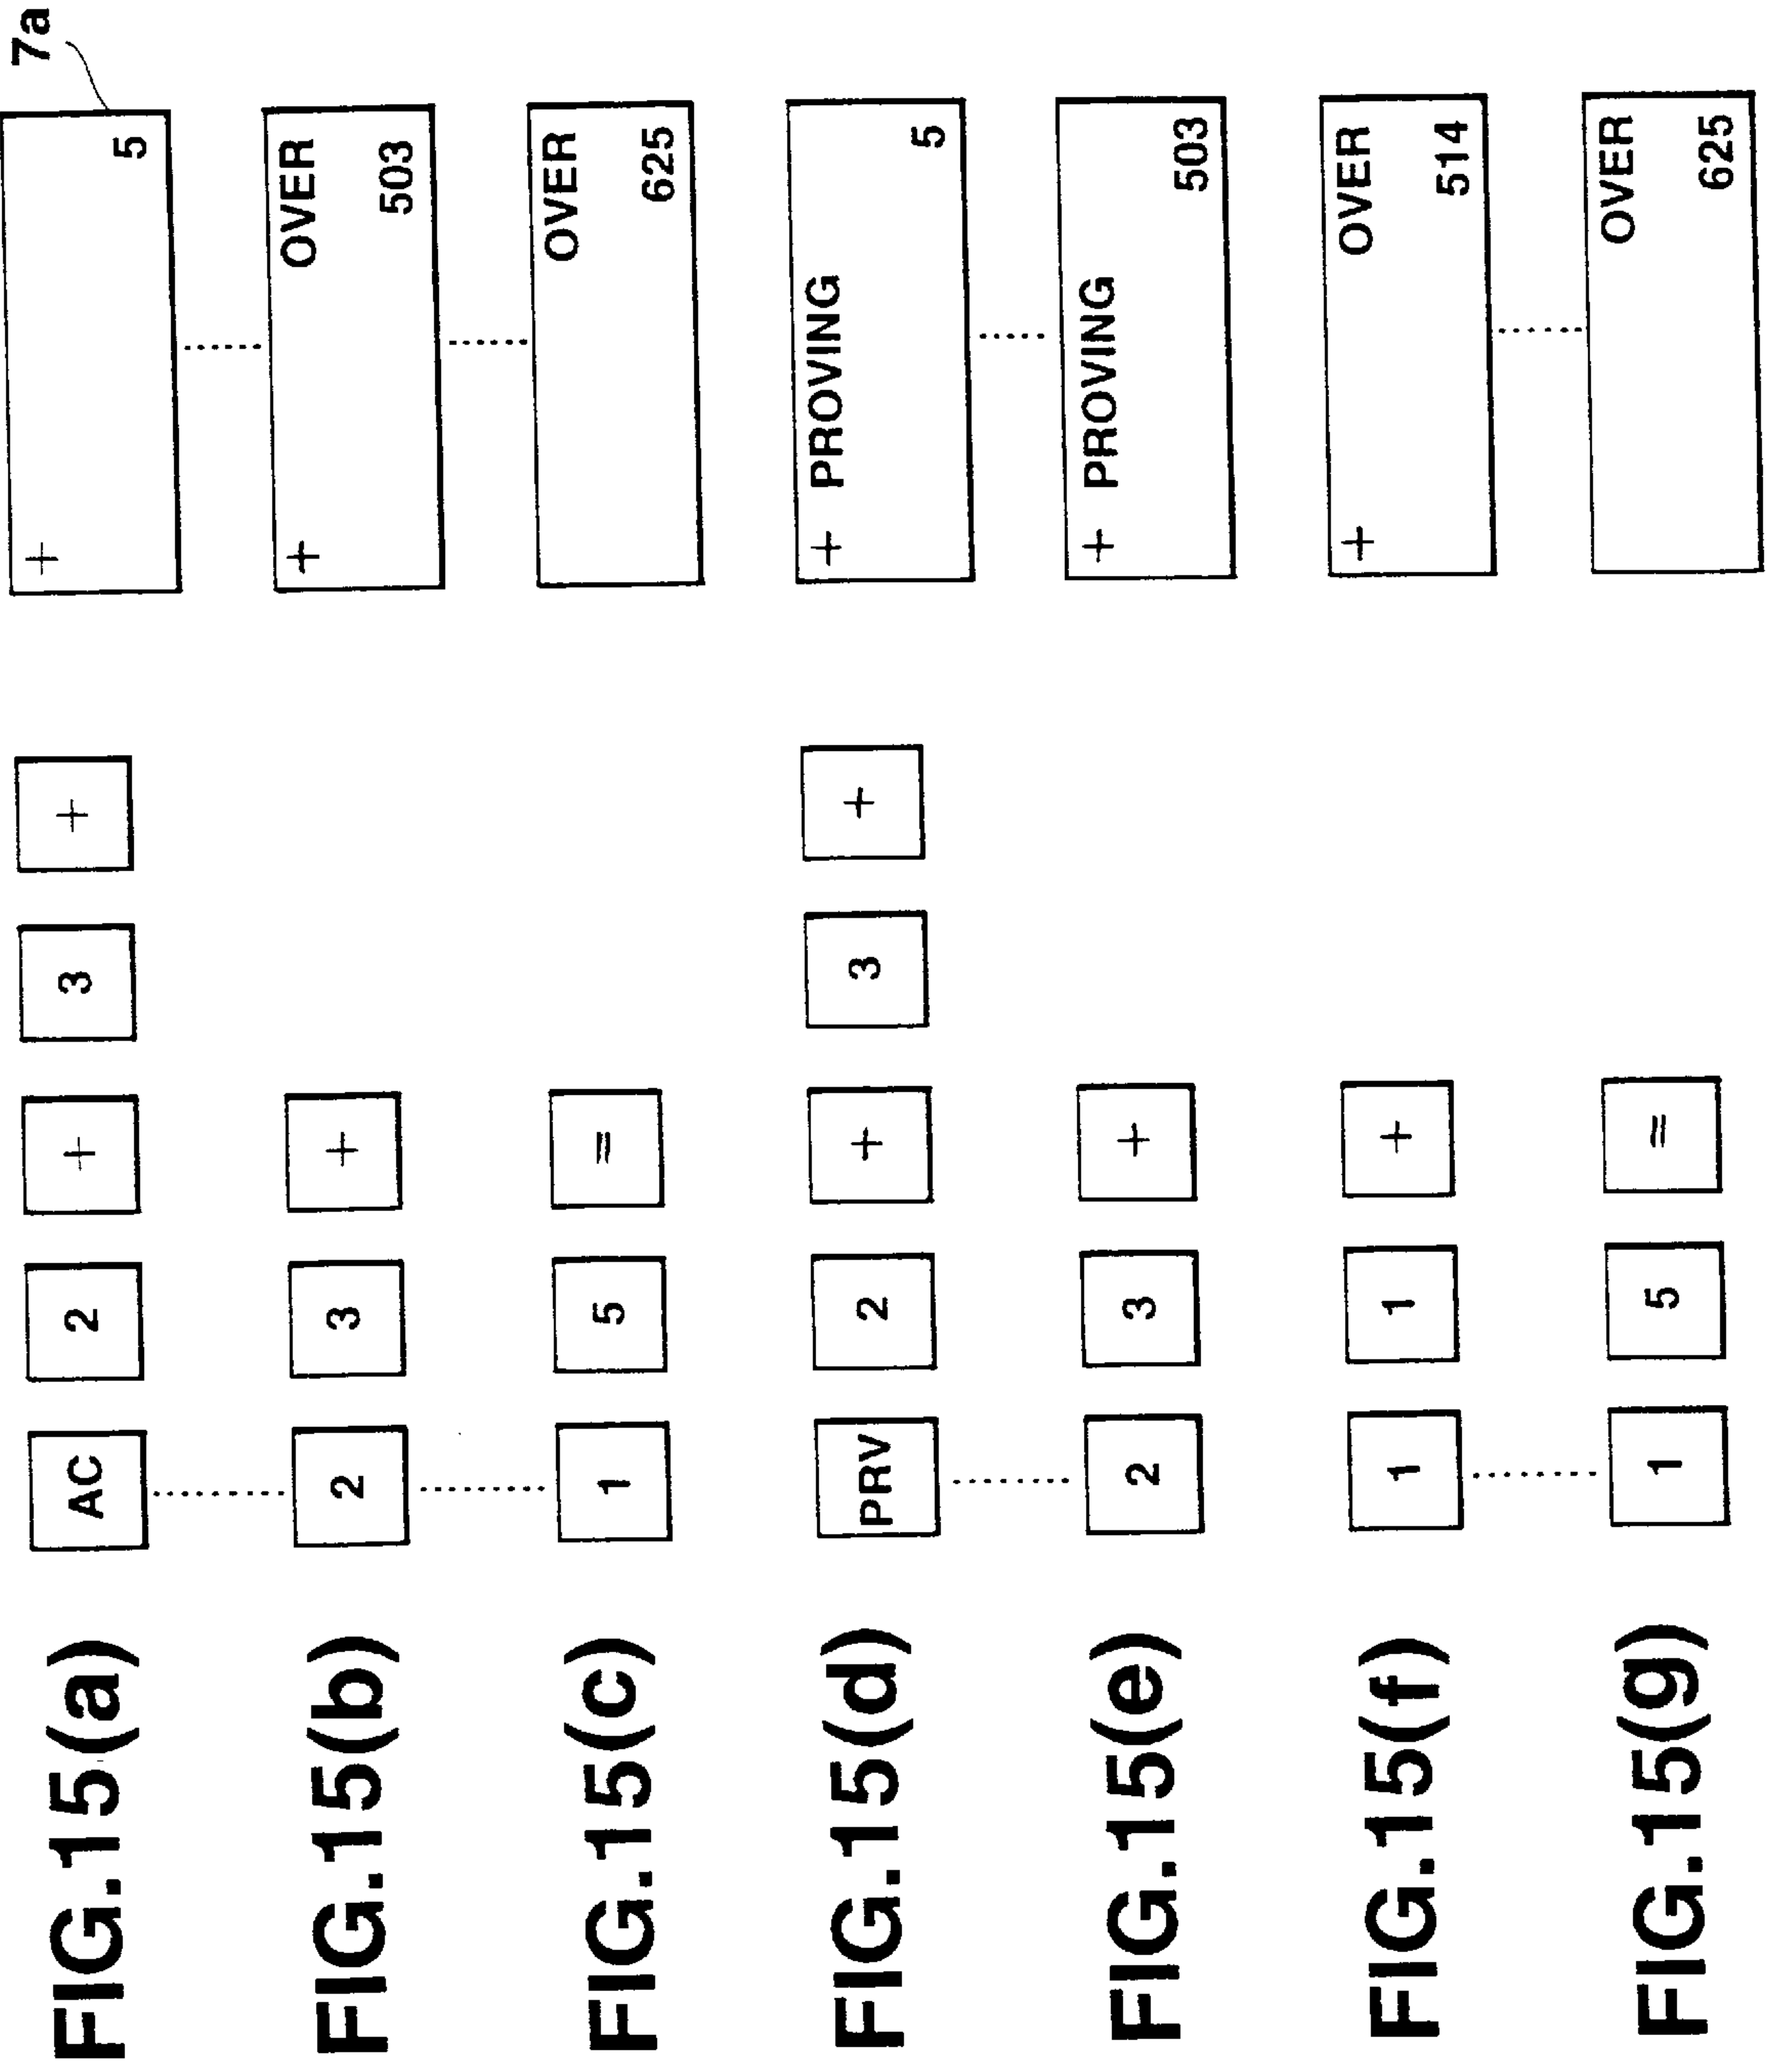 7a
FIG.15(a) AC 2 + 3 + + 5
FIG.15(b) 2 3 + + OVER 503
FIG.15(c) 1 5 = OVER 625
FIG.15(d) PRV 2 + 3 + + PROVING 5
FIG.15(e) 2 3 + + PROVING 503
FIG.15(f) 1 1 + + OVER 514
FIG.15(g) 1 5 = OVER 625